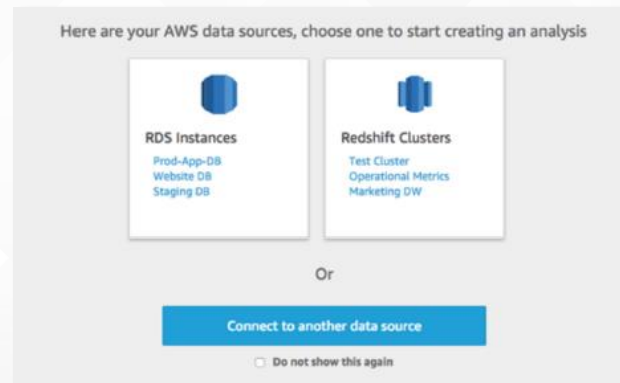 Here are your AWS data sources, choose one to start creating an analysis
RDS Instances
Prod-App-DB
Website DB
Staging DB
Redshift Clusters
Test Cluster
Operational Metrics
Marketing DW
Or
Connect to another data source
Do not show this again